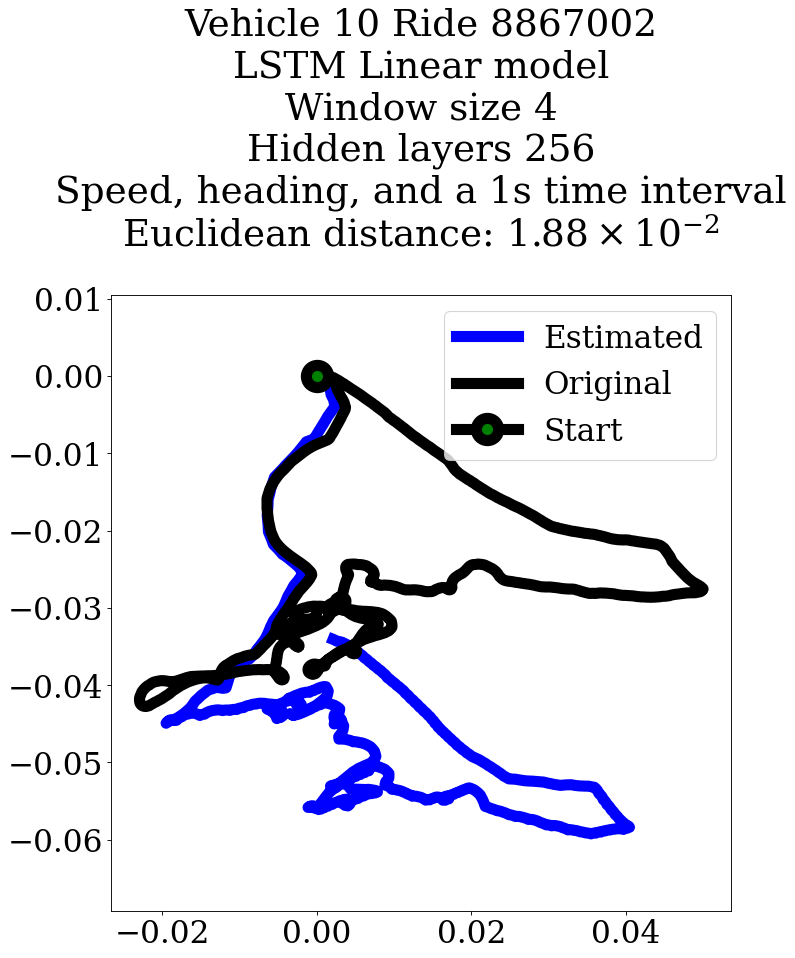 Vehicle 10 Ride 8867002
LSTM Linear model
Window size 4
Hidden layers 256
Speed, heading, and a 1s time interval
Euclidean distance: 1.88 × 10⁻²
Estimated
Original
Start
0.01
0.00
−0.01
−0.02
−0.03
−0.04
−0.05
−0.06
−0.02 0.00 0.02 0.04